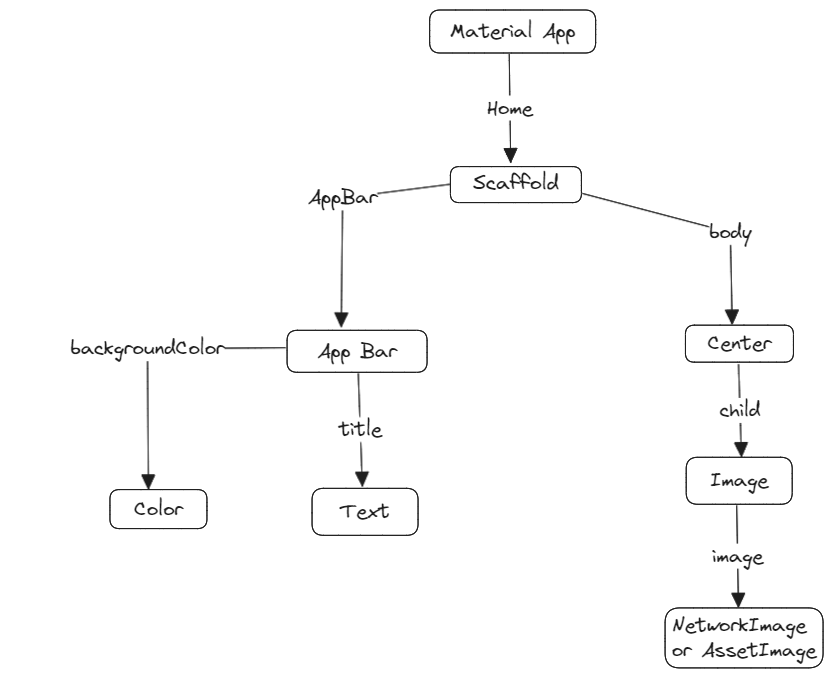 Material App
Home
Scaffold
AppBar
body
backgroundColor
App Bar
Center
title
child
Color
Text
Image
image
NetworkImage
or AssetImage